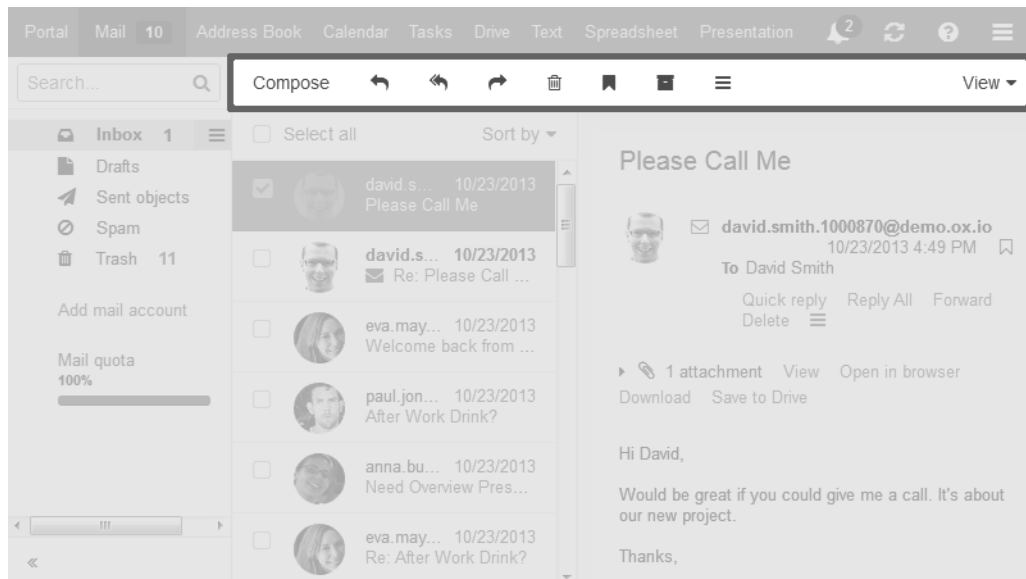 Portal Mail 10 Address Book Calendar Tasks Drive Text Spreadsheet Presentation 2
Search...
Compose View
Inbox 1
Drafts
Sent objects
Spam
Trash 11
Add mail account
Mail quota
100%
Select all Sort by
david.s... 10/23/2013
Please Call Me
david.s... 10/23/2013
Re: Please Call ...
eva.may... 10/23/2013
Welcome back from ...
paul.jon... 10/23/2013
After Work Drink?
anna.bu... 10/23/2013
Need Overview Pres...
eva.may... 10/23/2013
Re: After Work Drink?
Please Call Me
david.smith.1000870@demo.ox.io
10/23/2013 4:49 PM
To David Smith
Quick reply Reply All Forward
Delete
1 attachment View Open in browser
Download Save to Drive
Hi David,
Would be great if you could give me a call. It's about
our new project.
Thanks,